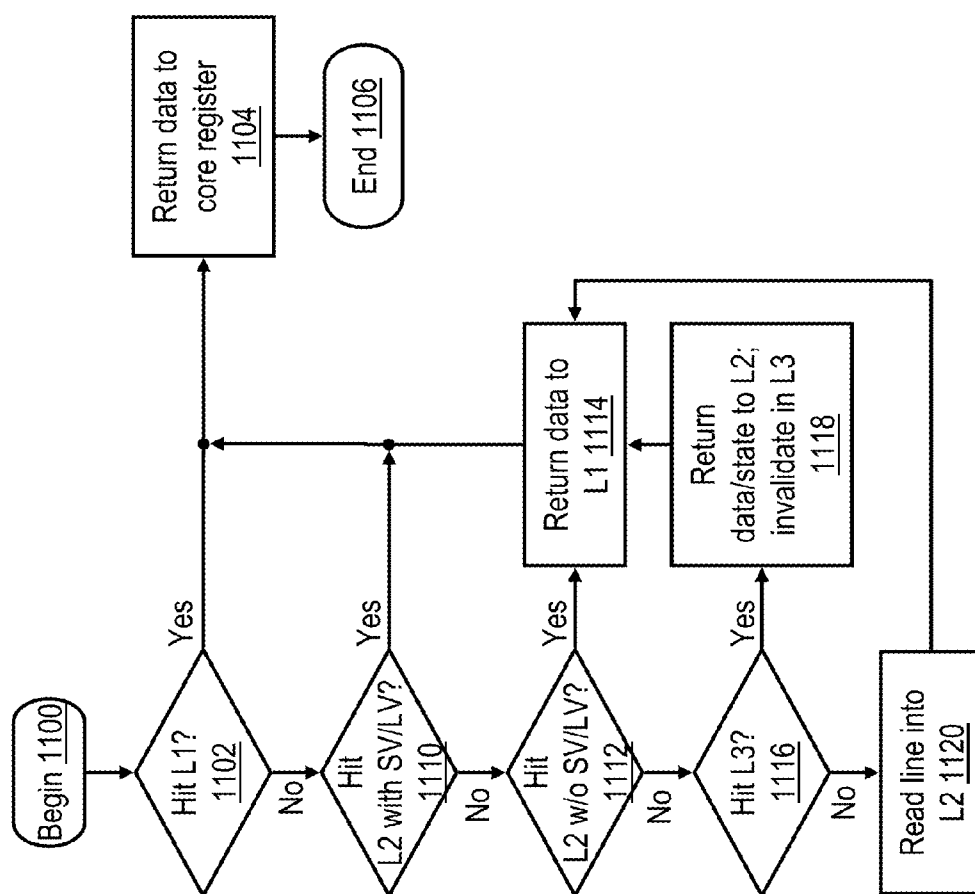 Begin 1100
Hit L1?
1102
Yes
No
Return data to
core register
1104
End 1106
Hit
L2 with SV/LV?
1110
Yes
No
Hit
L2 w/o SV/LV?
1112
Yes
No
Return data to
L1 1114
Hit L3?
1116
Yes
No
Return
data/state to L2;
invalidate in L3
1118
Read line into
L2 1120